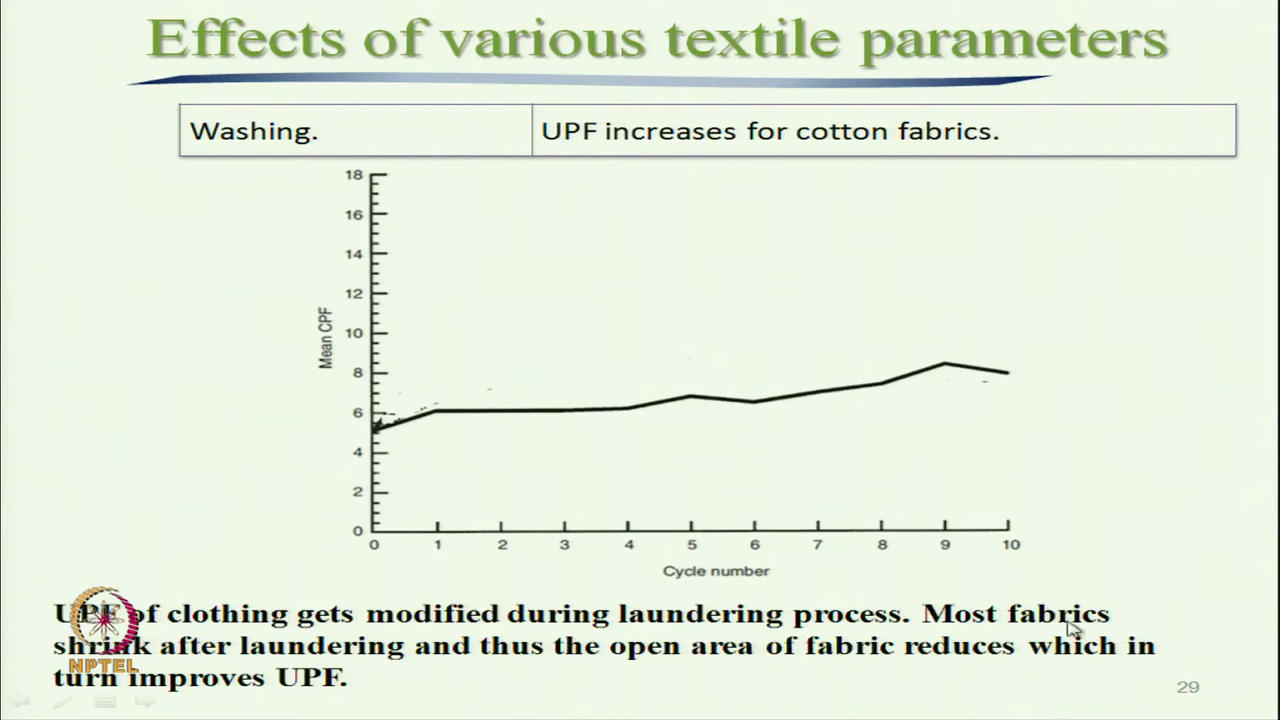 Effects of various textile parameters
Washing. UPF increases for cotton fabrics.
18
16
14
12
10
8
6
4
2
0
Mean CPF
0 1 2 3 4 5 6 7 8 9 10
Cycle number
UPF of clothing gets modified during laundering process. Most fabrics
shrink after laundering and thus the open area of fabric reduces which in
turn improves UPF.
NPTEL
29